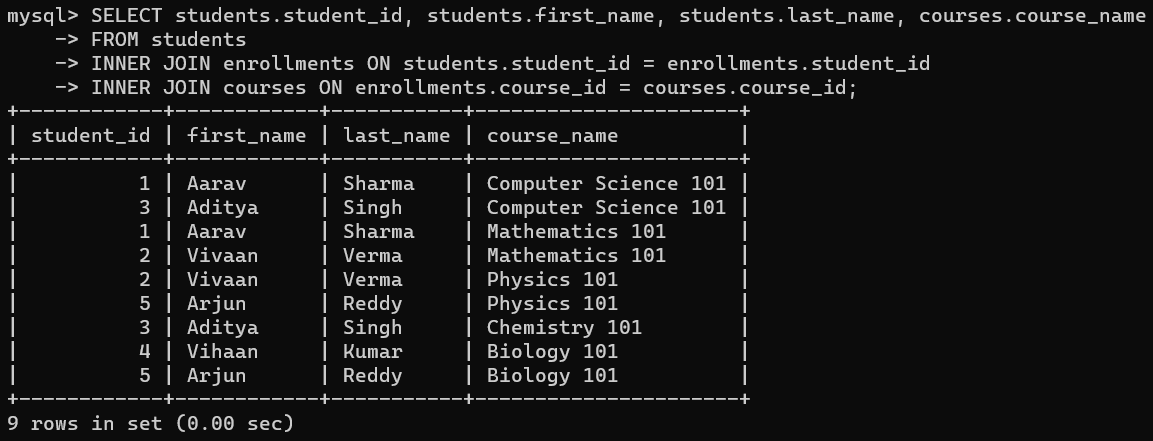 mysql> SELECT students.student_id, students.first_name, students.last_name, courses.course_name
    -> FROM students
    -> INNER JOIN enrollments ON students.student_id = enrollments.student_id
    -> INNER JOIN courses ON enrollments.course_id = courses.course_id;
+------------+------------+-----------+----------------------+
| student_id | first_name | last_name | course_name          |
+------------+------------+-----------+----------------------+
|          1 | Aarav      | Sharma    | Computer Science 101 |
|          3 | Aditya     | Singh     | Computer Science 101 |
|          1 | Aarav      | Sharma    | Mathematics 101      |
|          2 | Vivaan     | Verma     | Mathematics 101      |
|          2 | Vivaan     | Verma     | Physics 101          |
|          5 | Arjun      | Reddy     | Physics 101          |
|          3 | Aditya     | Singh     | Chemistry 101        |
|          4 | Vihaan     | Kumar     | Biology 101          |
|          5 | Arjun      | Reddy     | Biology 101          |
+------------+------------+-----------+----------------------+
9 rows in set (0.00 sec)